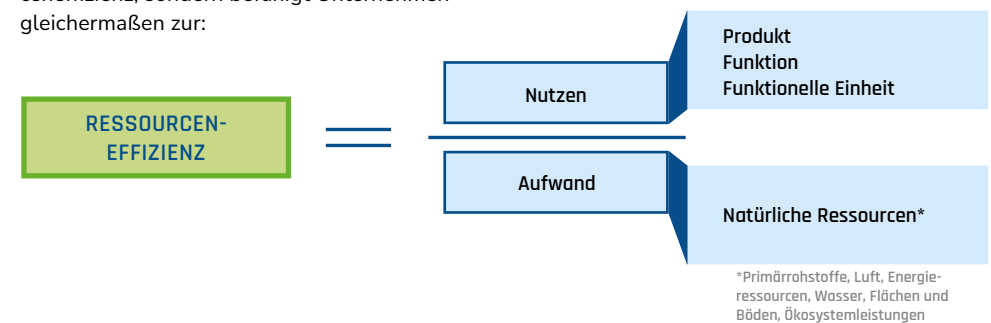 gleichermaßen zur:
RESSOURCEN-
EFFIZIENZ
=
Nutzen
Produkt
Funktion
Funktionelle Einheit
Aufwand
Natürliche Ressourcen*
*Primärrohstoffe, Luft, Energie-
ressourcen, Wasser, Flächen und
Böden, Ökosystemleistungen